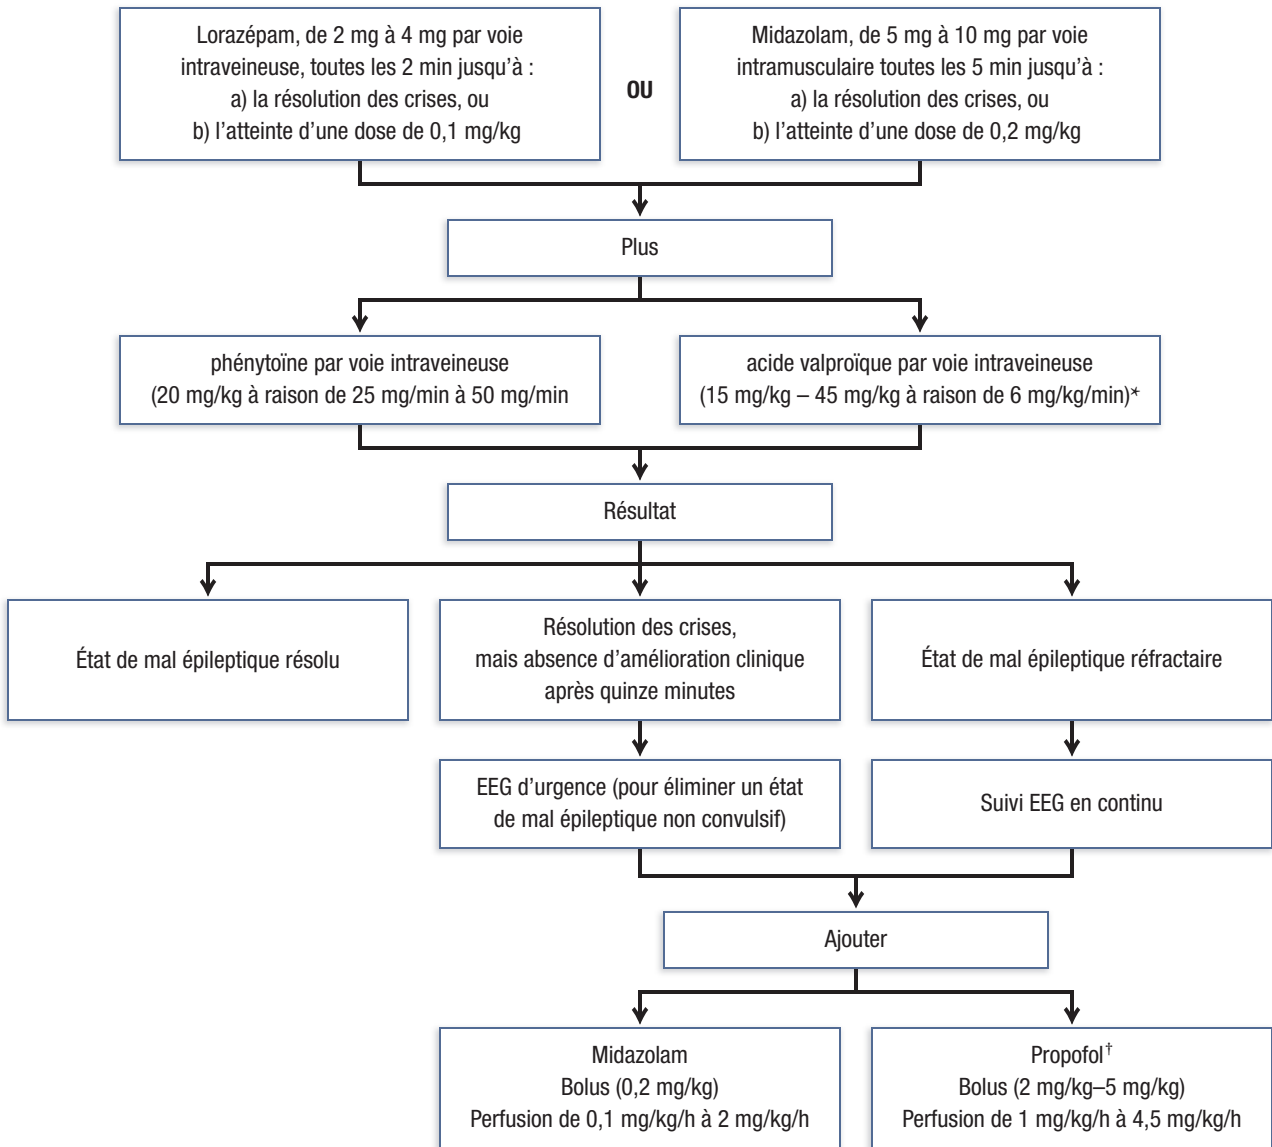 Lorazépam, de 2 mg à 4 mg par voie
intraveineuse, toutes les 2 min jusqu’à :
a) la résolution des crises, ou
b) l’atteinte d’une dose de 0,1 mg/kg
OU
Midazolam, de 5 mg à 10 mg par voie
intramusculaire toutes les 5 min jusqu’à :
a) la résolution des crises, ou
b) l’atteinte d’une dose de 0,2 mg/kg
Plus
phénytoïne par voie intraveineuse
(20 mg/kg à raison de 25 mg/min à 50 mg/min
acide valproïque par voie intraveineuse
(15 mg/kg – 45 mg/kg à raison de 6 mg/kg/min)*
Résultat
État de mal épileptique résolu
Résolution des crises,
mais absence d’amélioration clinique
après quinze minutes
État de mal épileptique réfractaire
EEG d’urgence (pour éliminer un état
de mal épileptique non convulsif)
Suivi EEG en continu
Ajouter
Midazolam
Bolus (0,2 mg/kg)
Perfusion de 0,1 mg/kg/h à 2 mg/kg/h
Propofol†
Bolus (2 mg/kg–5 mg/kg)
Perfusion de 1 mg/kg/h à 4,5 mg/kg/h